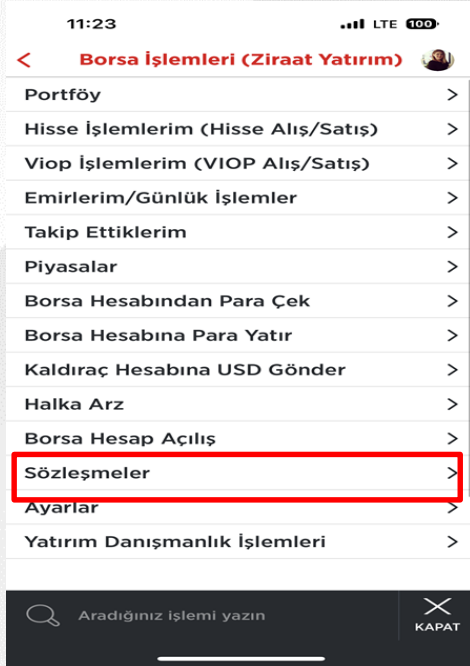 11:23 LTE 100
Borsa İşlemleri (Ziraat Yatırım)
Portföy
Hisse İşlemlerim (Hisse Alış/Satış)
Viop İşlemlerim (VIOP Alış/Satış)
Emirlerim/Günlük İşlemler
Takip Ettiklerim
Piyasalar
Borsa Hesabından Para Çek
Borsa Hesabına Para Yatır
Kaldıraç Hesabına USD Gönder
Halka Arz
Borsa Hesap Açılış
Sözleşmeler
Ayarlar
Yatırım Danışmanlık İşlemleri
Aradığınız işlemi yazın
KAPAT